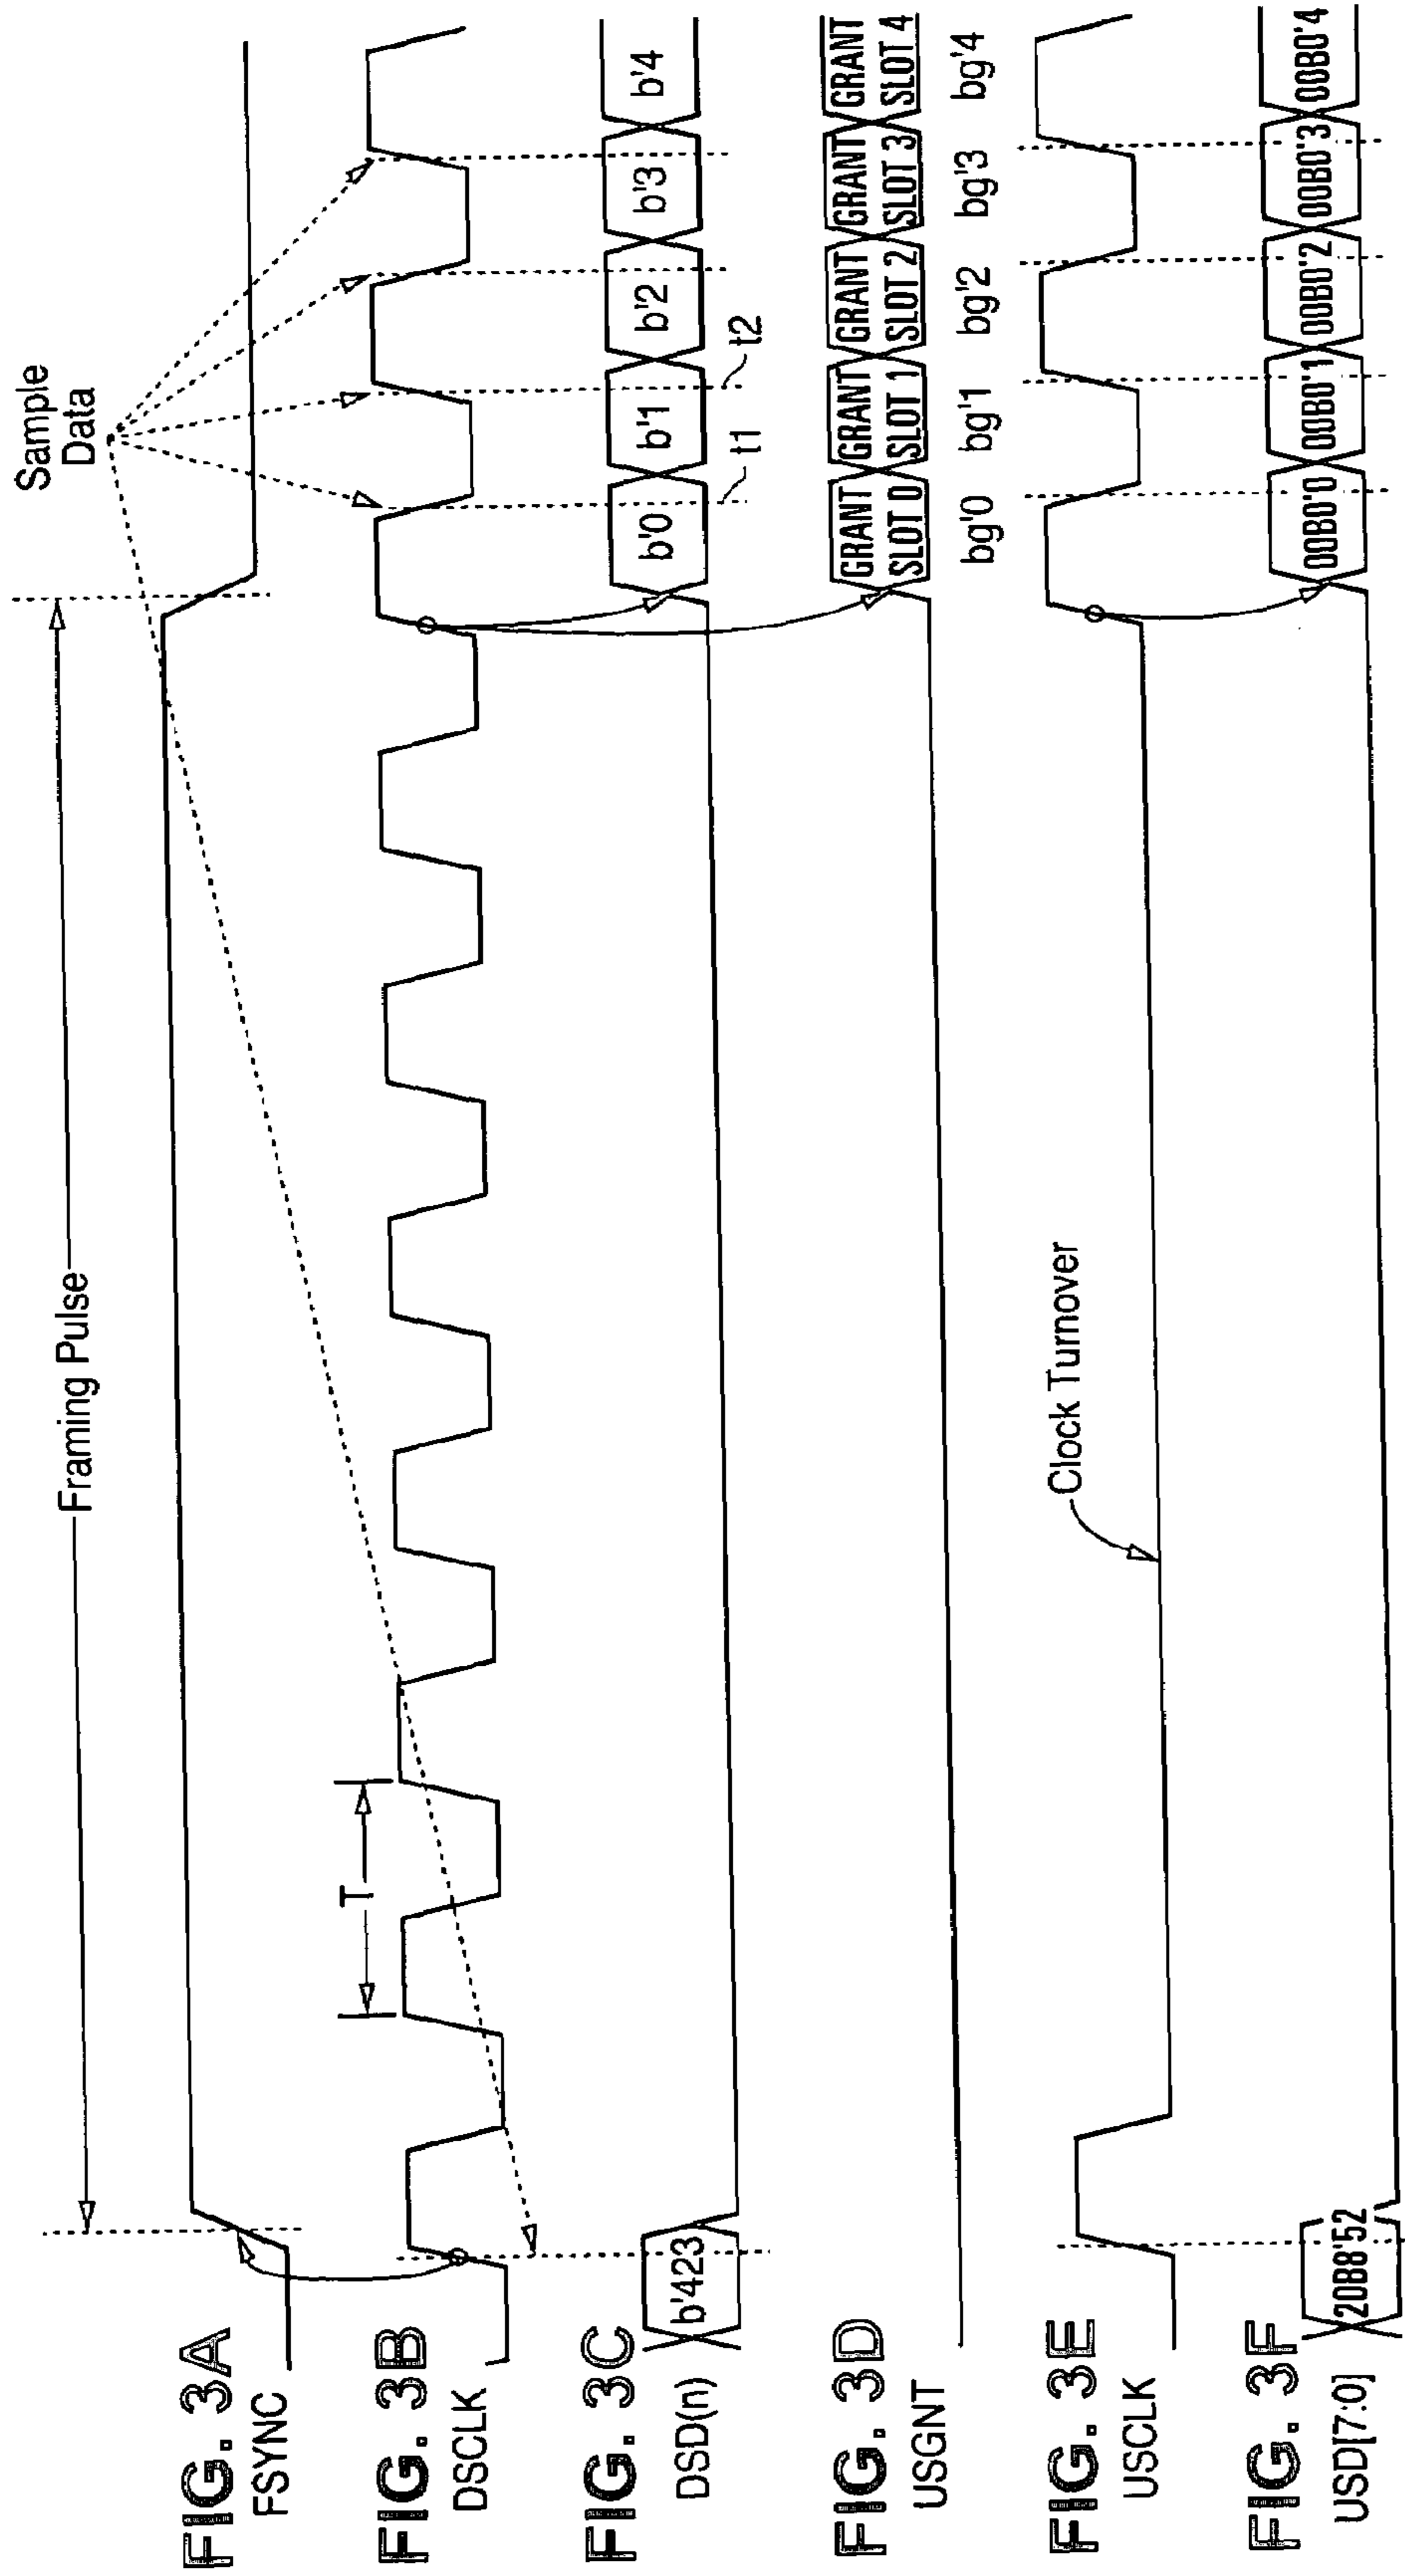 Sample
Data
Framing Pulse
FIG. 3A
FSYNC
T
FIG. 3B
DSCLK
FIG. 3C
DSD(n)
b'423
b'0
b'1
b'2
b'3
b'4
t1
t2
FIG. 3D
USGNT
GRANT
SLOT 0
GRANT
SLOT 1
GRANT
SLOT 2
GRANT
SLOT 3
GRANT
SLOT 4
bg'0
bg'1
bg'2
bg'3
bg'4
Clock Turnover
FIG. 3E
USCLK
FIG. 3F
USD[7:0]
20B8'52
00B0'0
00B0'1
00B0'2
00B0'3
00B0'4